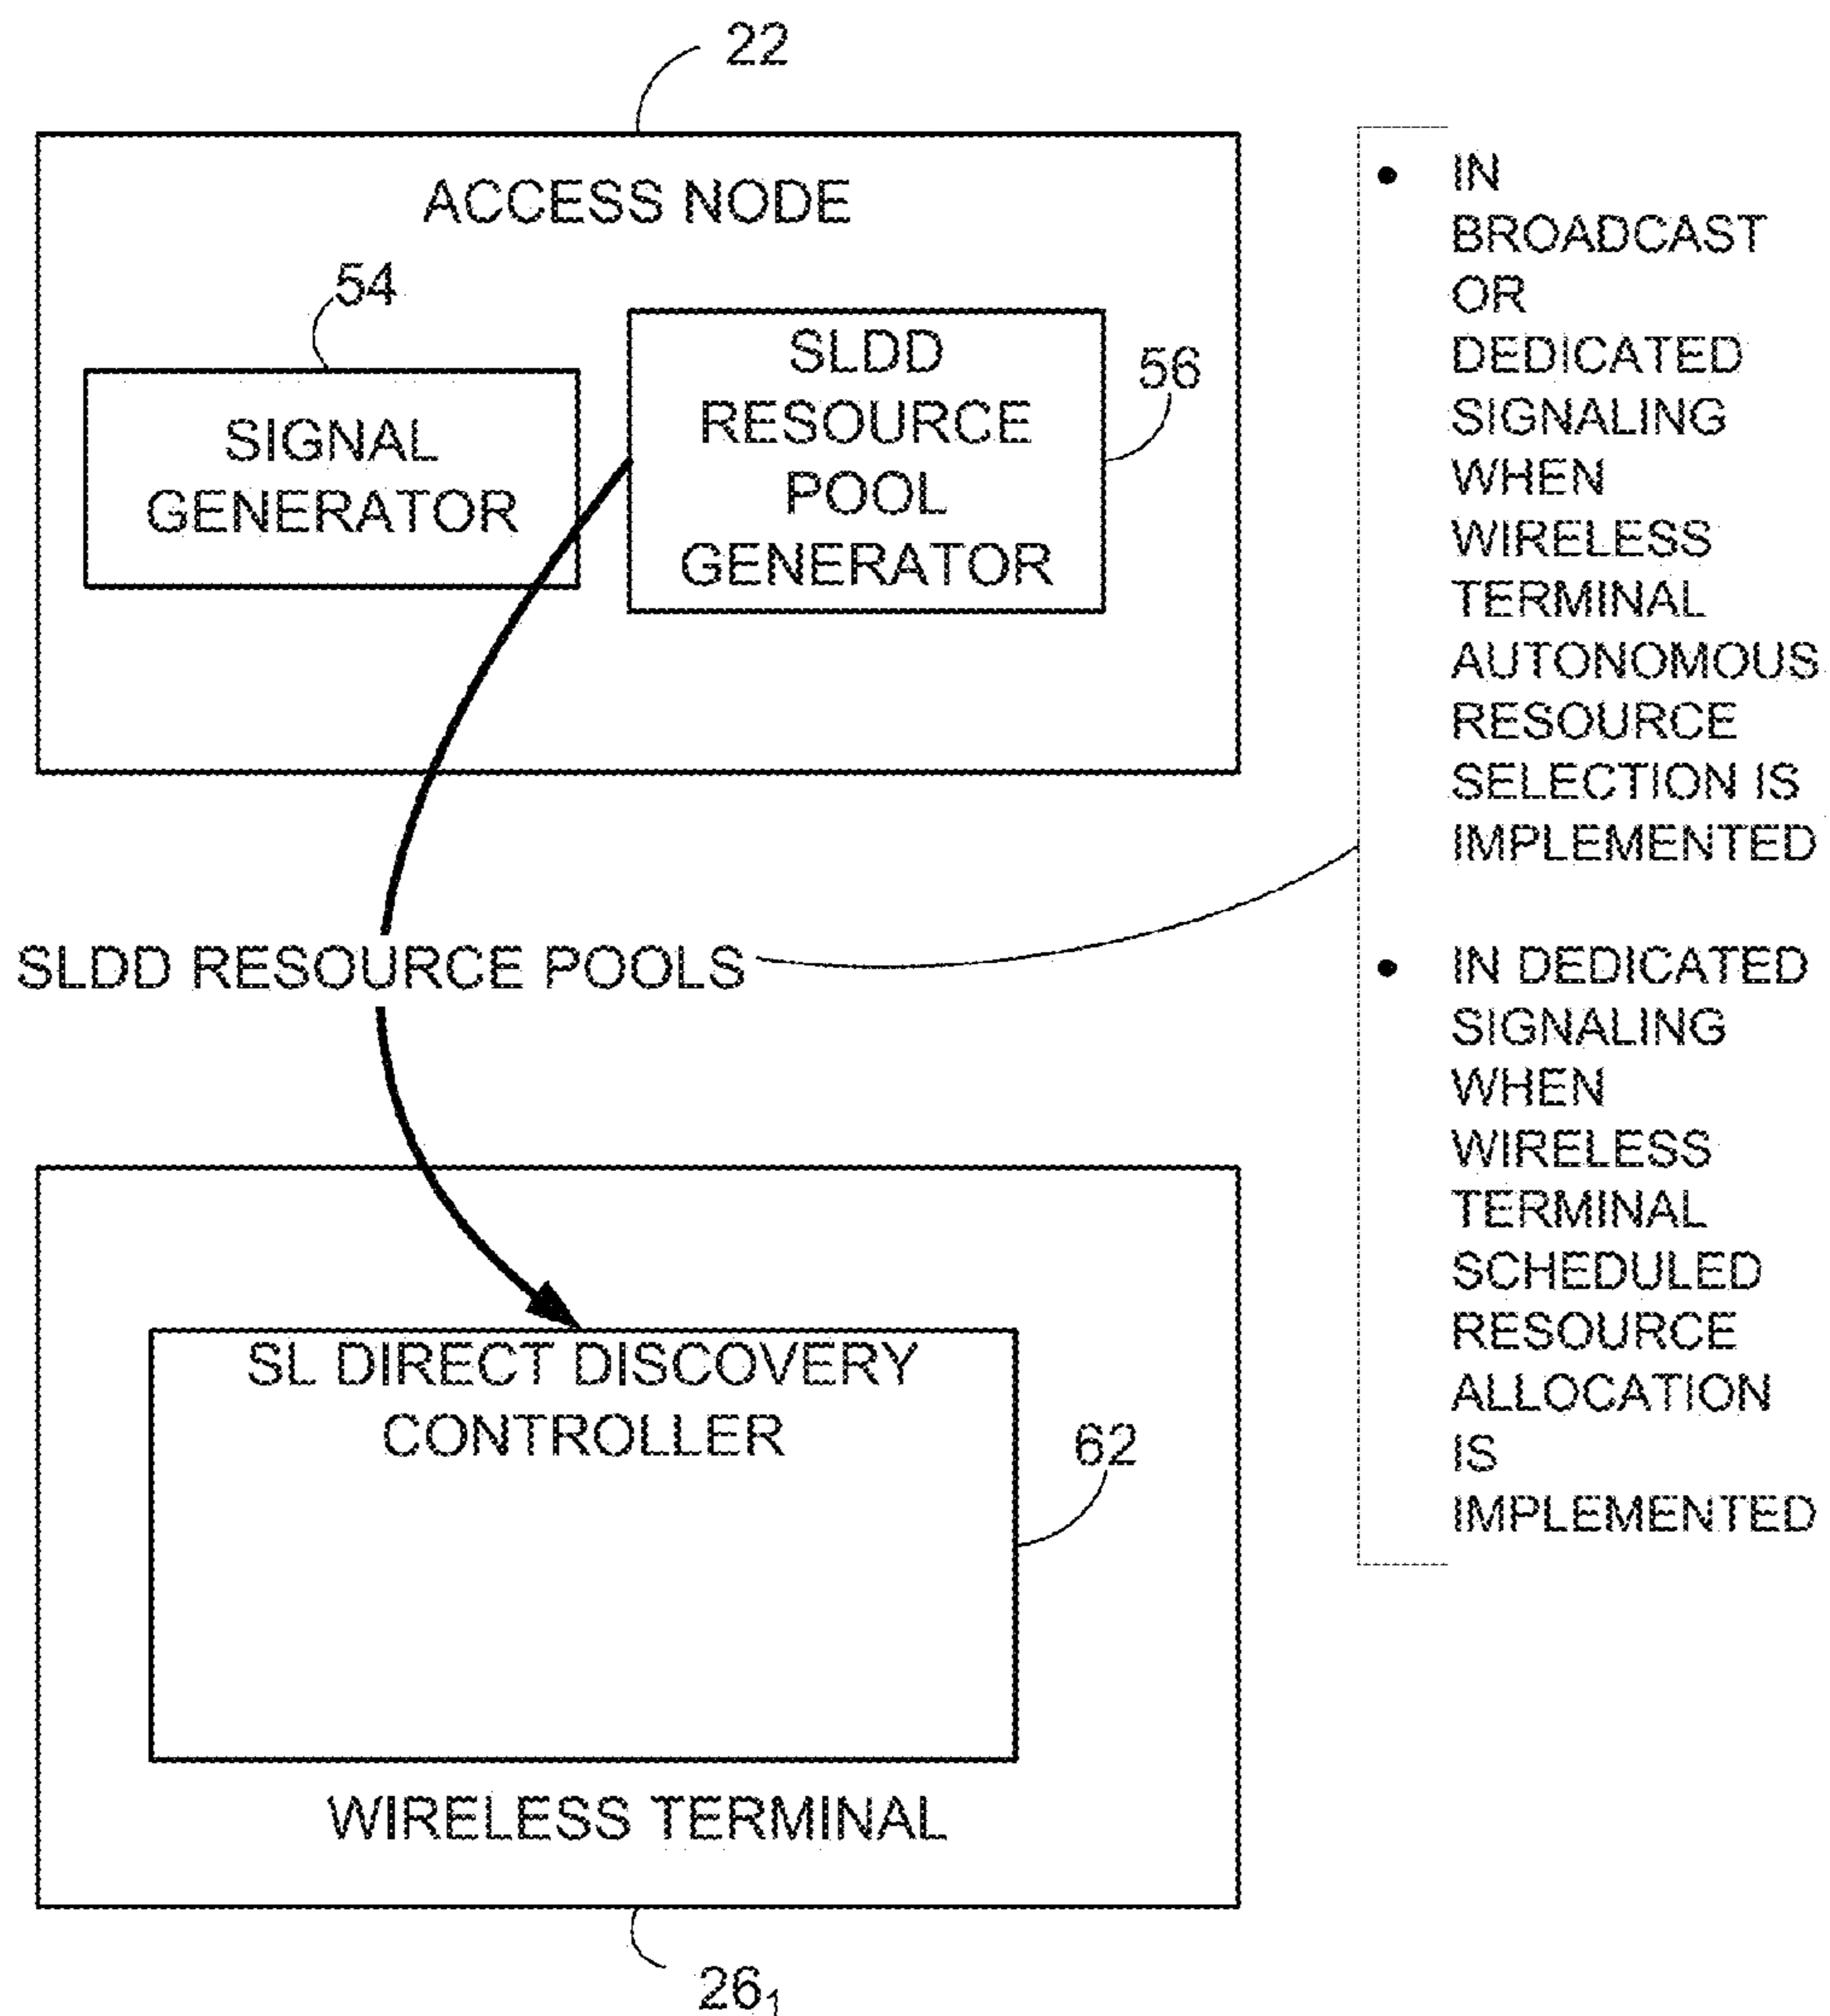 22
ACCESS NODE
54
SIGNAL
GENERATOR
SLDD
RESOURCE
POOL
GENERATOR
56
SLDD RESOURCE POOLS
SL DIRECT DISCOVERY
CONTROLLER
62
WIRELESS TERMINAL
26₁
• IN
BROADCAST
OR
DEDICATED
SIGNALING
WHEN
WIRELESS
TERMINAL
AUTONOMOUS
RESOURCE
SELECTION IS
IMPLEMENTED
• IN DEDICATED
SIGNALING
WHEN
WIRELESS
TERMINAL
SCHEDULED
RESOURCE
ALLOCATION
IS
IMPLEMENTED